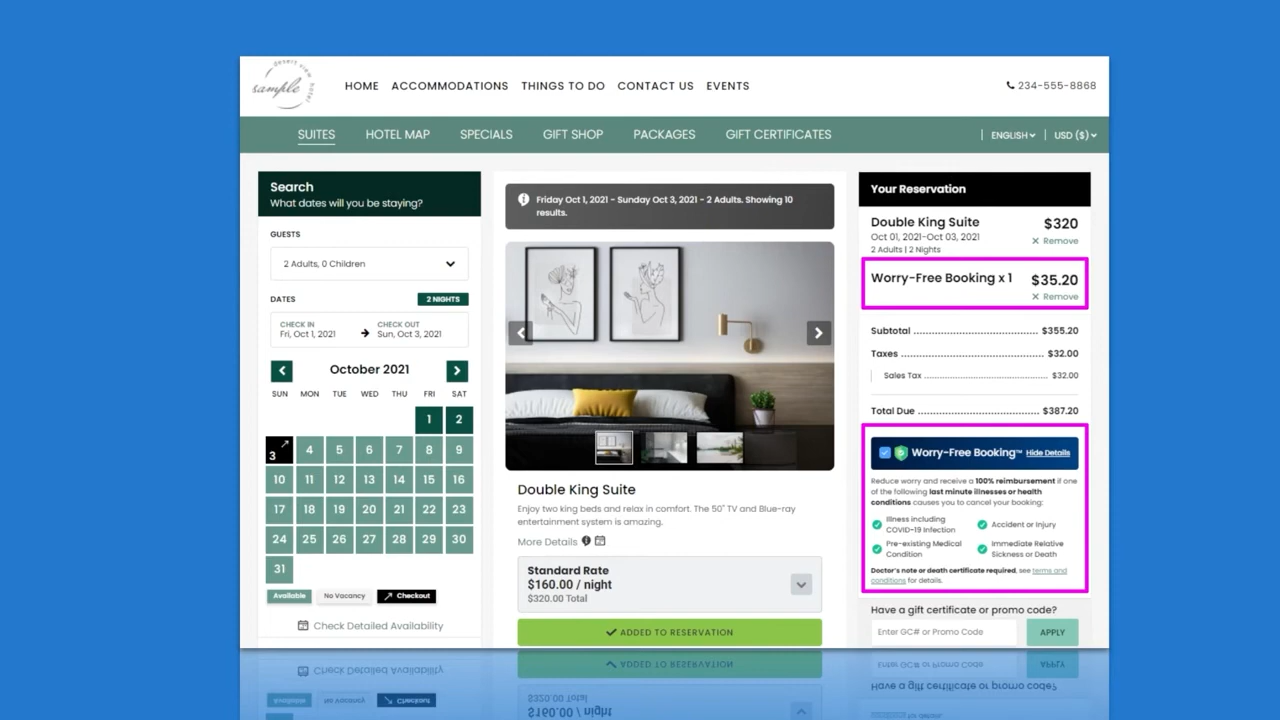 desert view hotel
sample
HOME ACCOMMODATIONS THINGS TO DO CONTACT US EVENTS
234-555-8868
SUITES HOTEL MAP SPECIALS GIFT SHOP PACKAGES GIFT CERTIFICATES
ENGLISH USD ($)
Search
What dates will you be staying?
GUESTS
2 Adults, 0 Children
DATES 2 NIGHTS
CHECK IN CHECK OUT
Fri, Oct 1, 2021 Sun, Oct 3, 2021
October 2021
SUN MON TUE WED THU FRI SAT
1 2
3 4 5 6 7 8 9
10 11 12 13 14 15 16
17 18 19 20 21 22 23
24 25 26 27 28 29 30
31
Available No Vacancy Checkout
Check Detailed Availability
Friday Oct 1, 2021 - Sunday Oct 3, 2021 - 2 Adults. Showing 10
results.
Double King Suite
Enjoy two king beds and relax in comfort. The 50" TV and Blue-ray
entertainment system is amazing.
More Details
Standard Rate
$160.00 / night
$320.00 Total
ADDED TO RESERVATION
Your Reservation
Double King Suite $320
Oct 01, 2021-Oct 03, 2021 × Remove
2 Adults | 2 Nights
Worry-Free Booking x 1 $35.20
× Remove
Subtotal $355.20
Taxes $32.00
Sales Tax $32.00
Total Due $387.20
Worry-Free Booking™ Hide Details
Reduce worry and receive a 100% reimbursement if one
of the following last minute illnesses or health
conditions causes you to cancel your booking:
Illness including
COVID-19 Infection
Accident or Injury
Pre-existing Medical
Condition
Immediate Relative
Sickness or Death
Doctor's note or death certificate required, see terms and
conditions for details.
Have a gift certificate or promo code?
Enter GC# or Promo Code APPLY